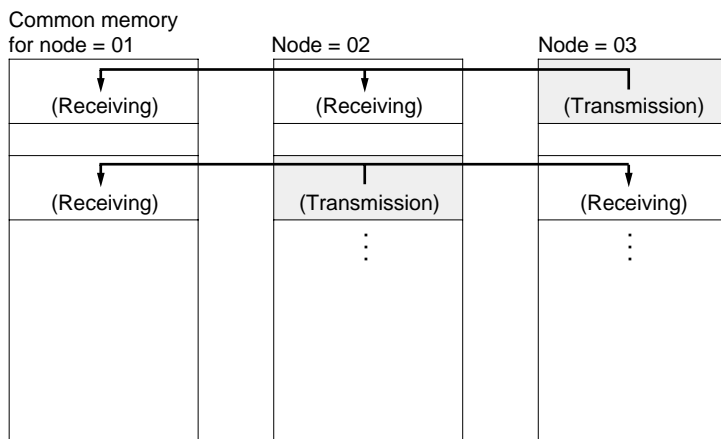 Common memory
for node = 01
Node = 02
Node = 03
(Receiving)
(Receiving)
(Transmission)
(Receiving)
(Transmission)
(Receiving)